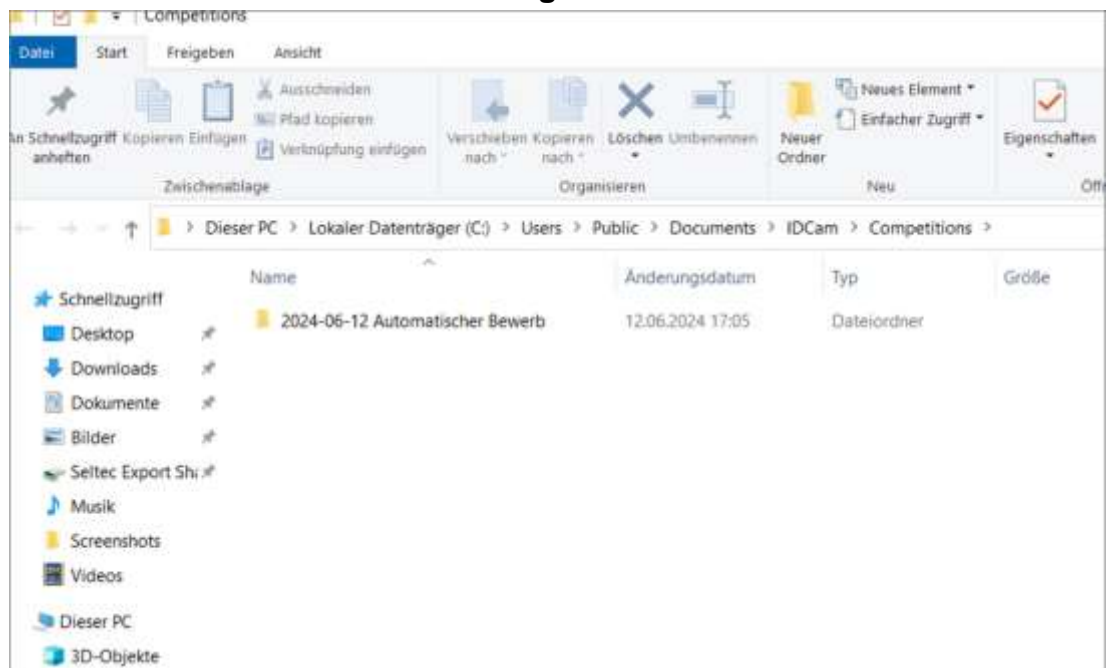 Competitions
Datei Start Freigeben Ansicht
An Schnellzugriff anheften
Kopieren
Einfügen
Ausschneiden
Pfad kopieren
Verknüpfung einfügen
Verschieben nach
Kopieren nach
Löschen
Umbenennen
Neuer Ordner
Neues Element
Einfacher Zugriff
Eigenschaften
Zwischenablage Organisieren Neu
Dieser PC > Lokaler Datenträger (C:) > Users > Public > Documents > IDCam > Competitions >
Name Änderungsdatum Typ Größe
2024-06-12 Automatischer Bewerb 12.06.2024 17:05 Dateiordner
Schnellzugriff
Desktop
Downloads
Dokumente
Bilder
Seltec Export Sh
Musik
Screenshots
Videos
Dieser PC
3D-Objekte